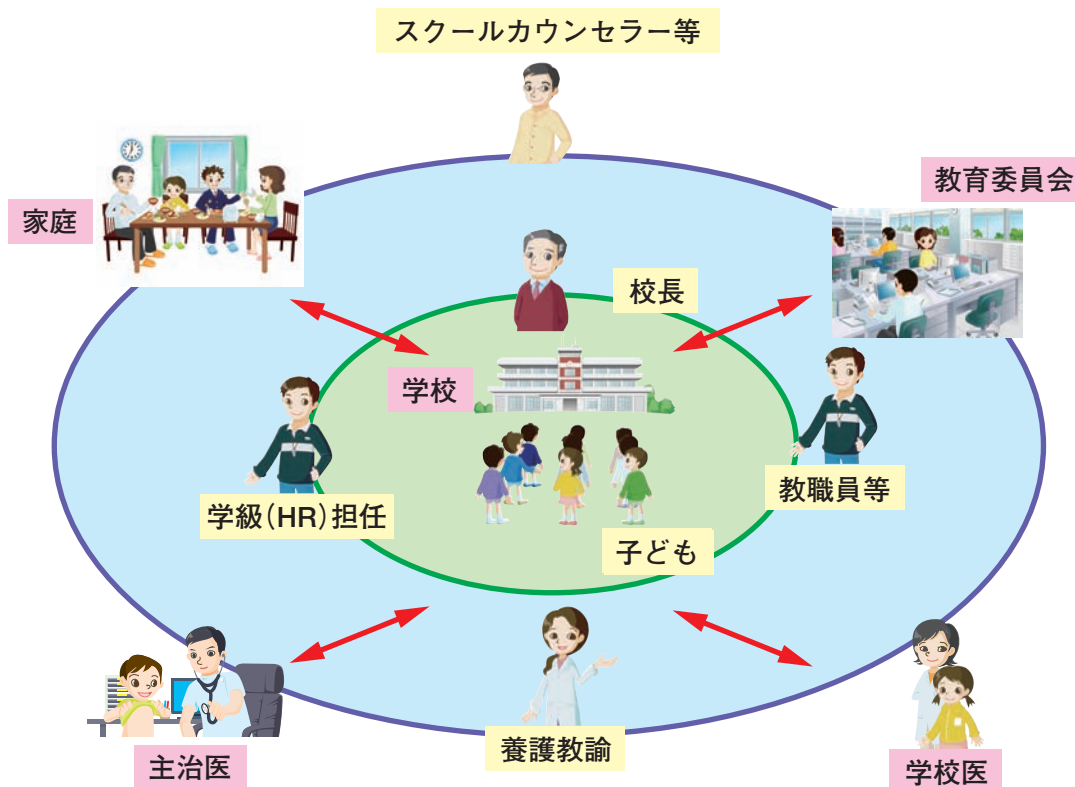 スクールカウンセラー等
教育委員会
家庭
校長
学校
教職員等
学級(HR)担任
子ども
養護教諭
主治医
学校医